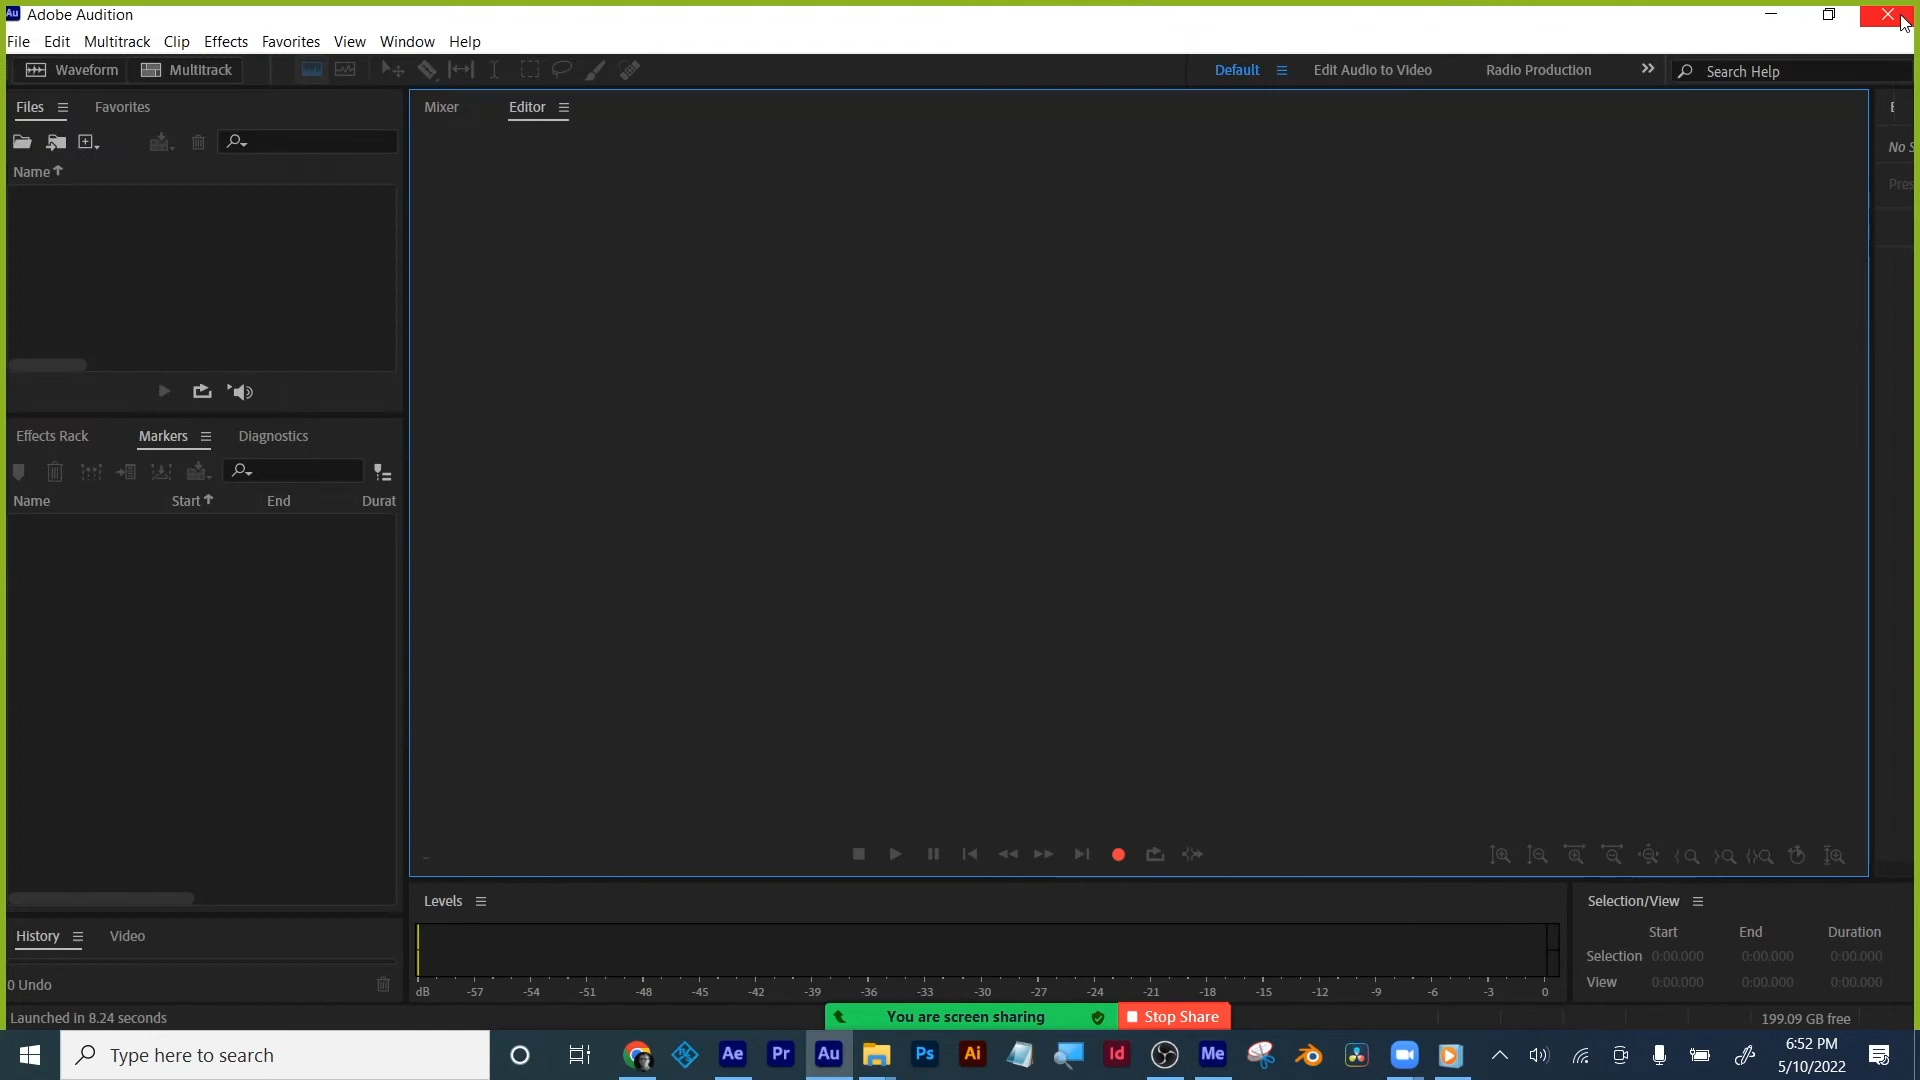 Au Adobe Audition
File Edit Multitrack Clip Effects Favorites View Window Help
Waveform Multitrack Default Edit Audio to Video Radio Production Search Help
Files Favorites Mixer Editor
Name
Effects Rack Markers Diagnostics
Name Start End Durat
Levels Selection/View
Start End Duration
History Video
Selection 0:00.000 0:00.000 0:00.000
0 Undo
View 0:00.000 0:00.000 0:00.000
dB -57 -54 -51 -48 -45 -42 -39 -36 -33 -30 -27 -24 -21 -18 -15 -12 -9 -6 -3 0
Launched in 8.24 seconds
You are screen sharing Stop Share
199.09 GB free
Type here to search
Ae Pr Au Ps Ai Id Me
6:52 PM
5/10/2022
No S
Pres